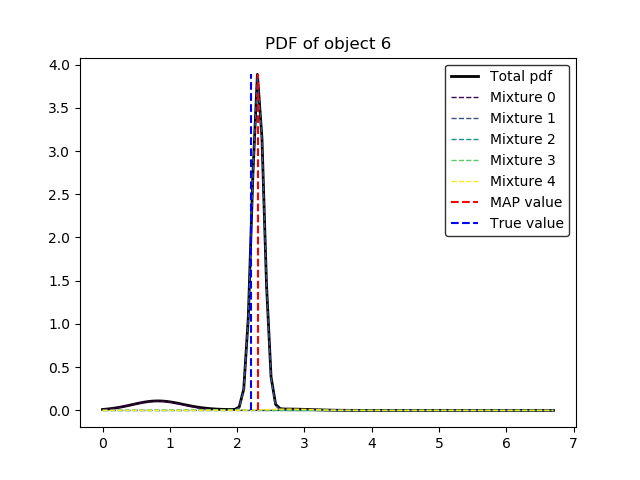 PDF of object 6
4.0
3.5
3.0
2.5
2.0
1.5
1.0
0.5
0.0
0 1 2 3 4 5 6 7
Total pdf
Mixture 0
Mixture 1
Mixture 2
Mixture 3
Mixture 4
MAP value
True value